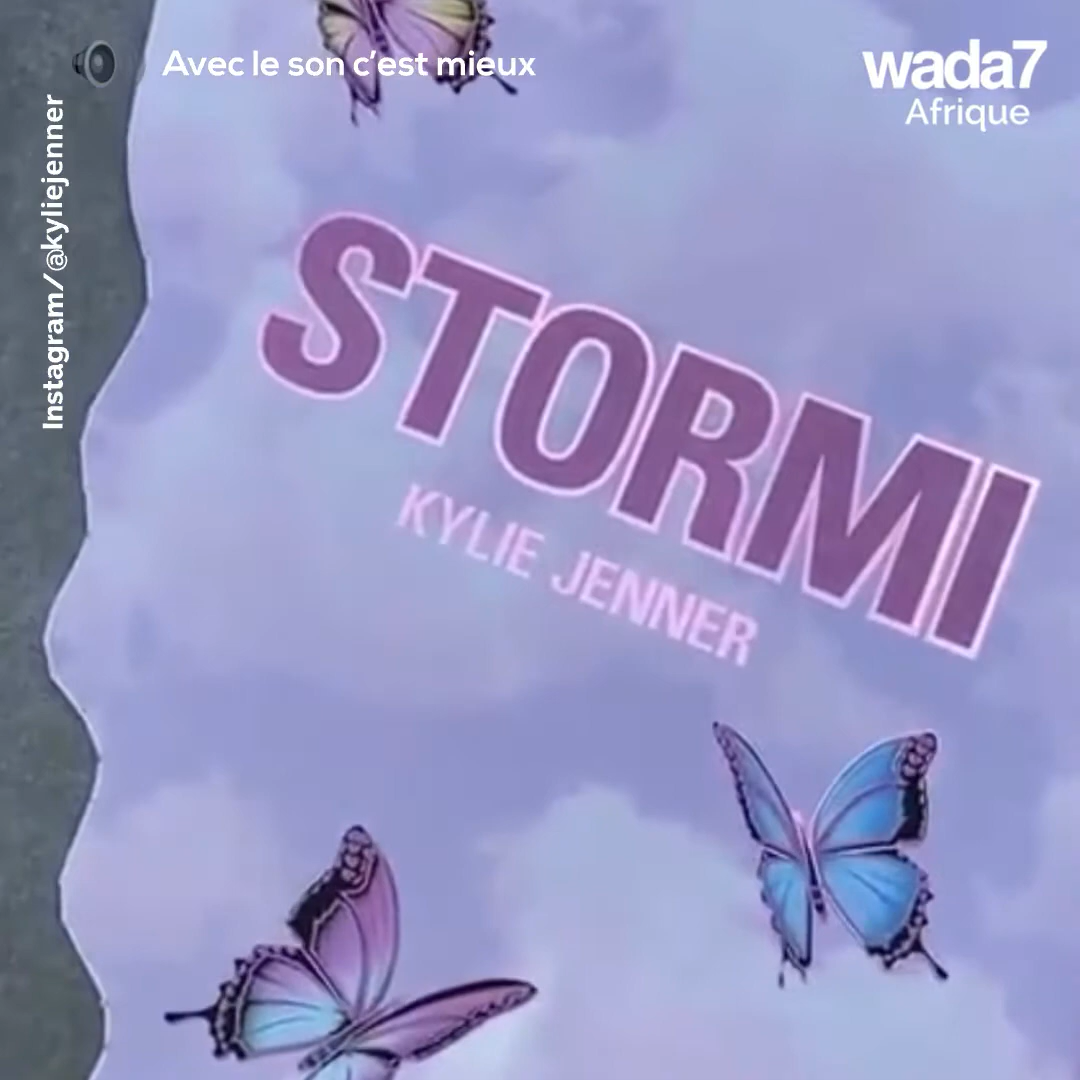 Avec le son c’est mieux
wada7
Afrique
Instagram/@kyliejenner
STORMI
KYLIE JENNER